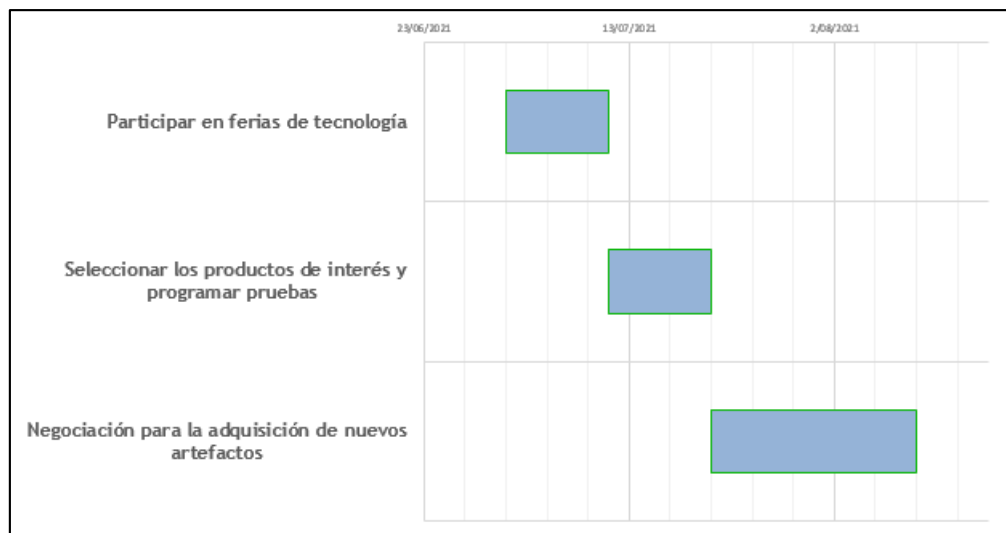 23/06/2021 13/07/2021 2/08/2021
Participar en ferias de tecnología
Seleccionar los productos de interés y
programar pruebas
Negociación para la adquisición de nuevos
artefactos